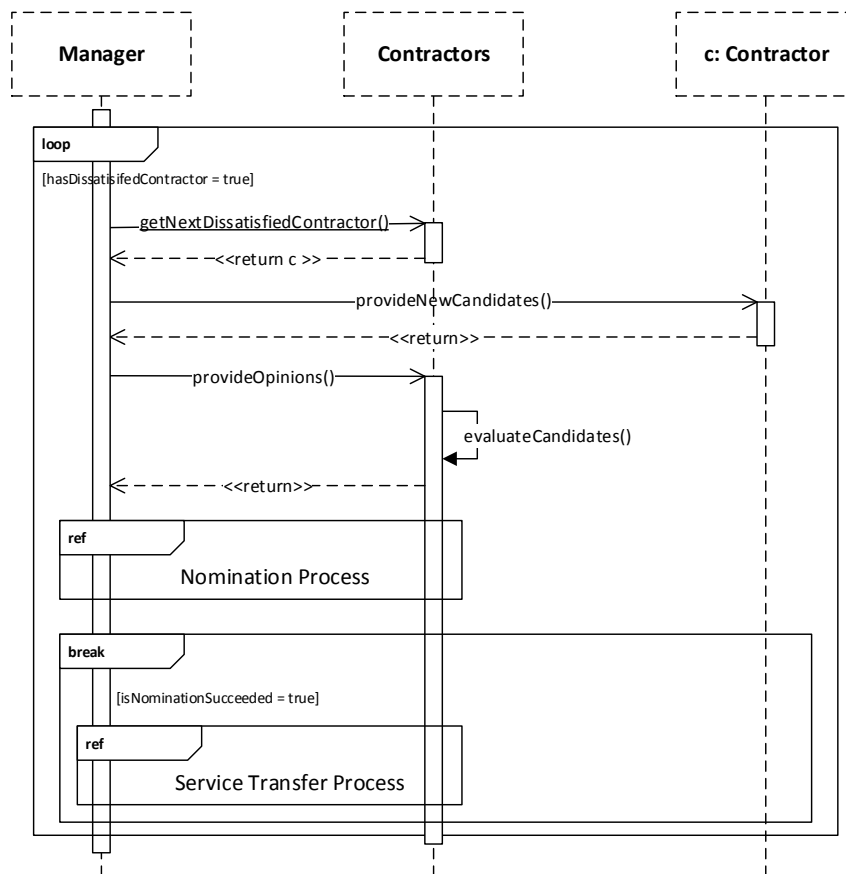 Manager
Contractors
c: Contractor
loop
[hasDissatisifedContractor = true]
getNextDissatisfiedContractor()
<<return c >>
provideNewCandidates()
<<return>>
provideOpinions()
evaluateCandidates()
<<return>>
ref
Nomination Process
break
[isNominationSucceeded = true]
ref
Service Transfer Process